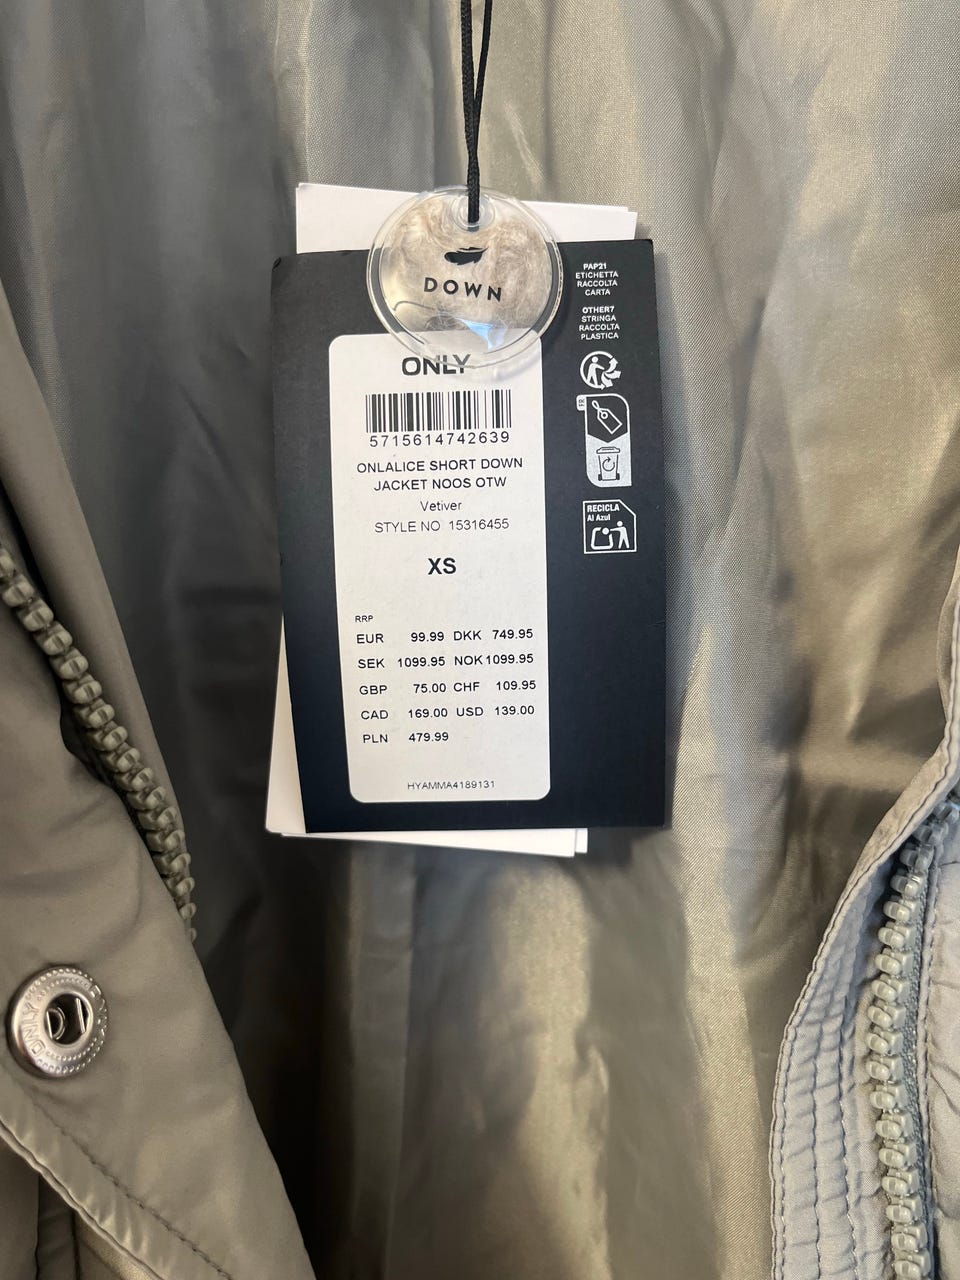 DOWN
PAP21
ETICHETTA
RACCOLTA
CARTA
OTHER7
STRINGA
RACCOLTA
PLASTICA
FR
RECICLA
Al Azul
ONLY
5715614742639
ONLALICE SHORT DOWN
JACKET NOOS OTW
Vetiver
STYLE NO 15316455
XS
RRP
EUR 99.99 DKK 749.95
SEK 1099.95 NOK 1099.95
GBP 75.00 CHF 109.95
CAD 169.00 USD 139.00
PLN 479.99
HYAMMA4189131
ONLY